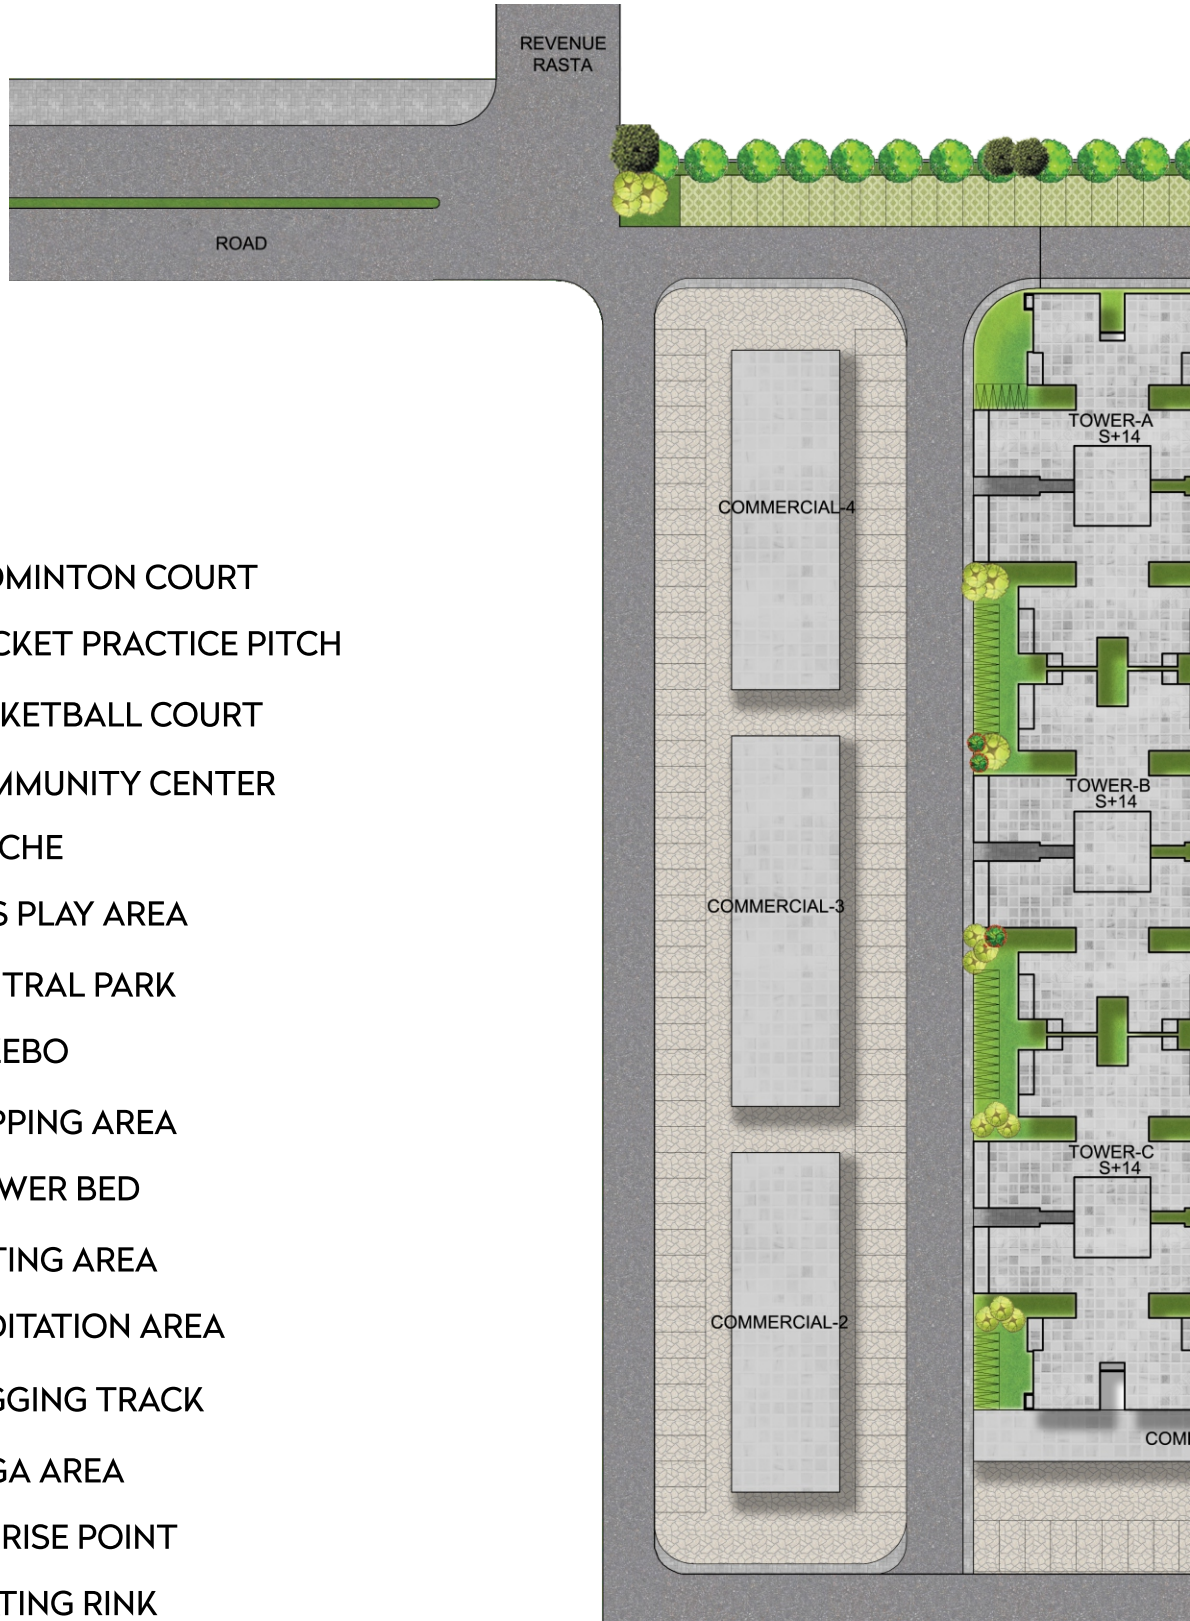 REVENUE
RASTA
ROAD
TOWER-A
S+14
COMMERCIAL-4
DMINTON COURT
CKET PRACTICE PITCH
KETBALL COURT
MMUNITY CENTER
TOWER-B
S+14
CHE
COMMERCIAL-3
S PLAY AREA
TRAL PARK
EBO
PPING AREA
TOWER-C
S+14
WER BED
TING AREA
COMMERCIAL-2
DITATION AREA
GGING TRACK
COM
GA AREA
RISE POINT
TING RINK